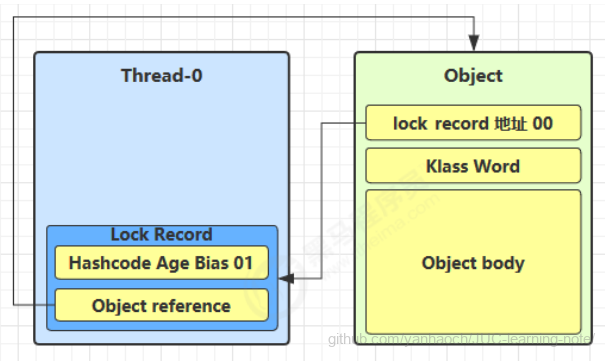 Thread-0
Lock Record
Hashcode Age Bias 01
Object reference
Object
lock record 地址 00
Klass Word
Object body
黑马程序员
github.com/yanhaoch/JUC-learning-note/